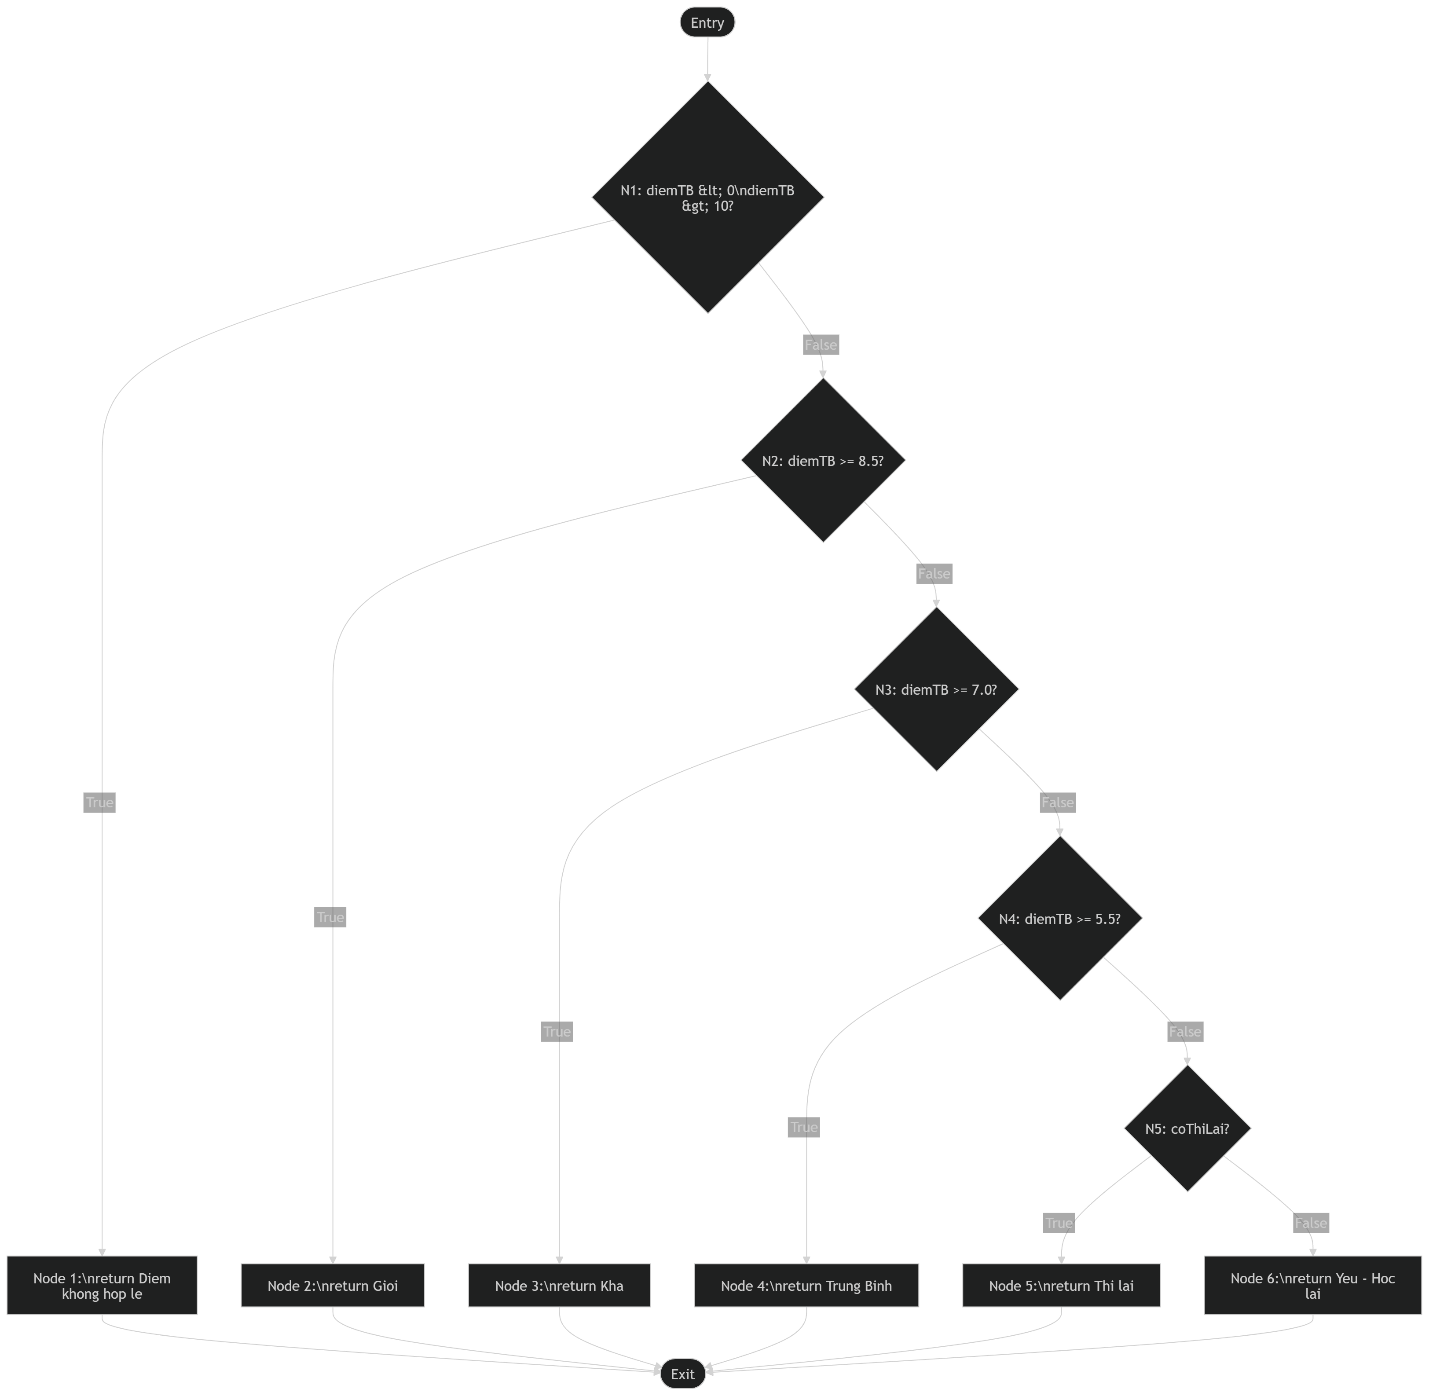 Entry
N1: diemTB &lt; 0\ndiemTB
&gt; 10?
False
N2: diemTB >= 8.5?
False
N3: diemTB >= 7.0?
True
False
True
N4: diemTB >= 5.5?
True
False
True
N5: coThiLai?
True
False
Node 1:\nreturn Diem
khong hop le
Node 2:\nreturn Gioi
Node 3:\nreturn Kha
Node 4:\nreturn Trung Binh
Node 5:\nreturn Thi lai
Node 6:\nreturn Yeu - Hoc
lai
Exit